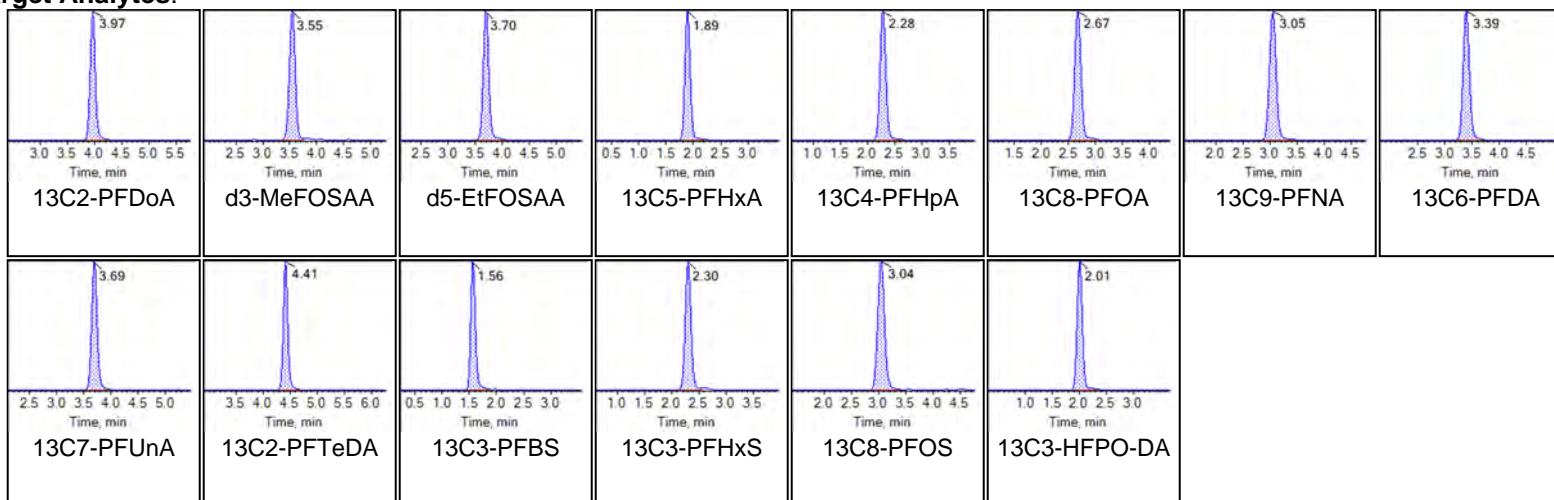 rget Analytes:
3.97 3.55 3.70 1.89 2.28 2.67 3.05 3.39
3.0 3.5 4.0 4.5 5.0 5.5 2.5 3.0 3.5 4.0 4.5 5.0 2.5 3.0 3.5 4.0 4.5 5.0 0.5 1.0 1.5 2.0 2.5 3.0 1.0 1.5 2.0 2.5 3.0 3.5 1.5 2.0 2.5 3.0 3.5 4.0 2.0 2.5 3.0 3.5 4.0 4.5 2.5 3.0 3.5 4.0 4.5
Time, min Time, min Time, min Time, min Time, min Time, min Time, min Time, min
13C2-PFDoA d3-MeFOSAA d5-EtFOSAA 13C5-PFHxA 13C4-PFHpA 13C8-PFOA 13C9-PFNA 13C6-PFDA
3.69 4.41 1.56 2.30 3.04 2.01
2.5 3.0 3.5 4.0 4.5 5.0 3.5 4.0 4.5 5.0 5.5 6.0 0.5 1.0 1.5 2.0 2.5 3.0 1.0 1.5 2.0 2.5 3.0 3.5 2.0 2.5 3.0 3.5 4.0 4.5 1.0 1.5 2.0 2.5 3.0
Time, min Time, min Time, min Time, min Time, min Time, min
13C7-PFUnA 13C2-PFTeDA 13C3-PFBS 13C3-PFHxS 13C8-PFOS 13C3-HFPO-DA